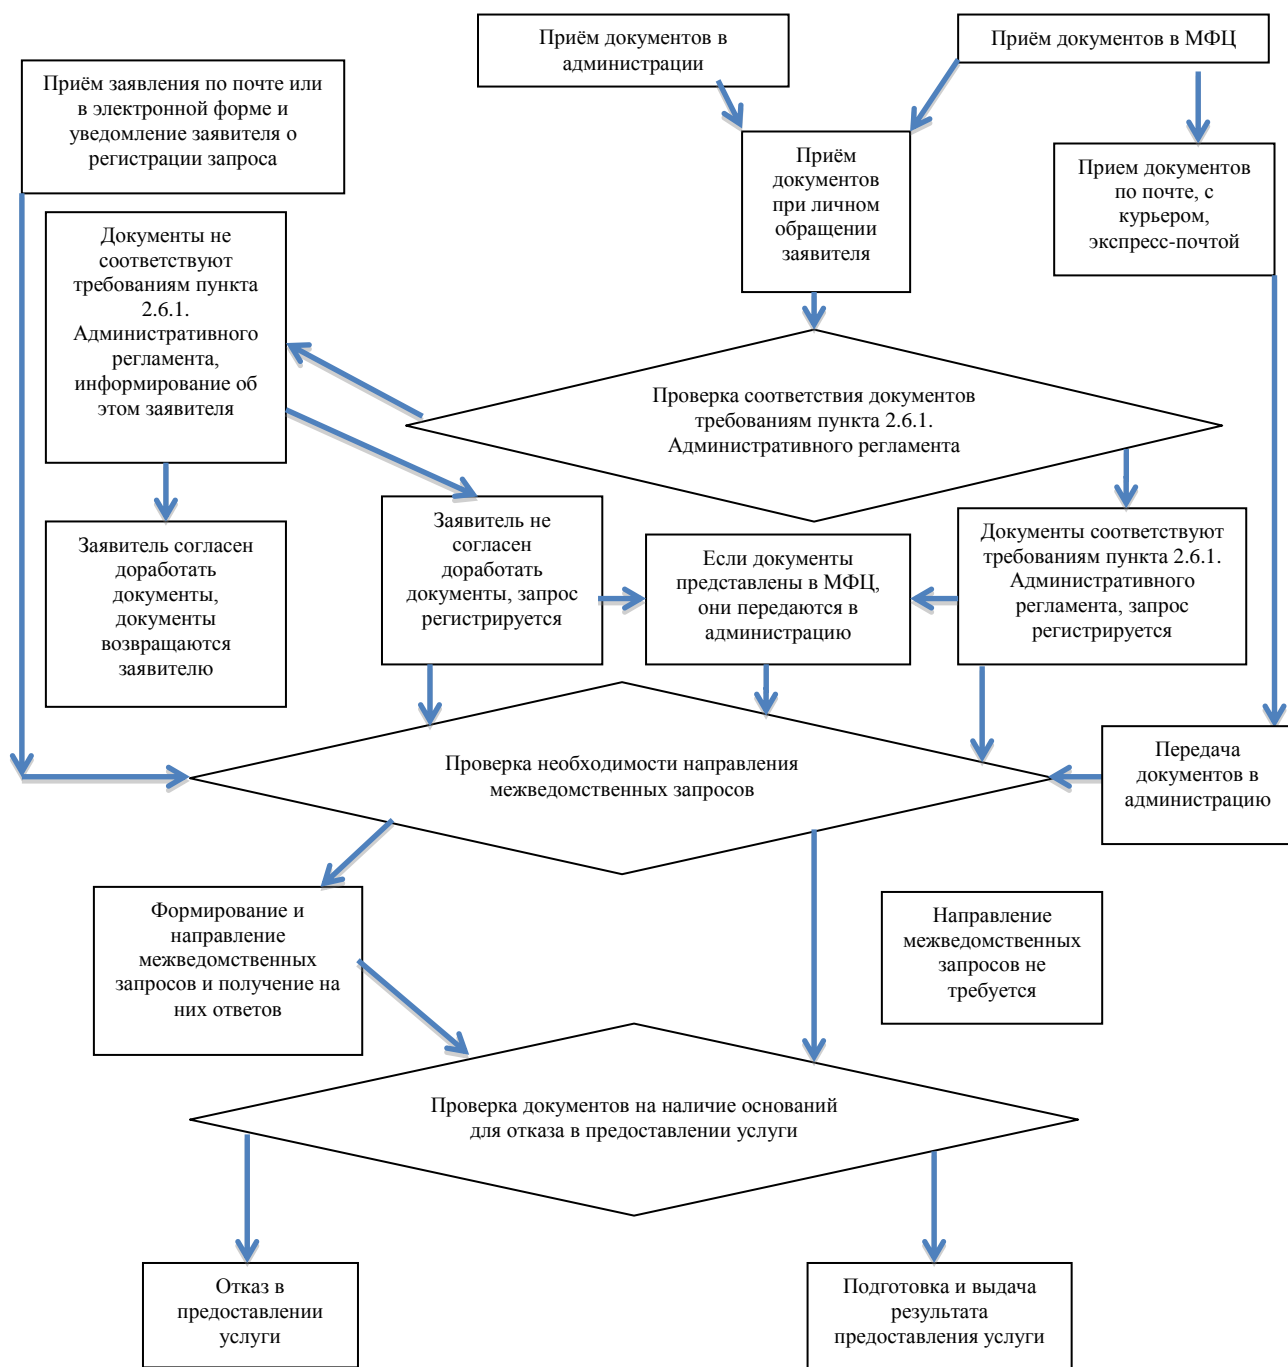 Приём документов в
администрации
Приём документов в МФЦ
Приём заявления по почте или
в электронной форме и
уведомление заявителя о
регистрации запроса
Приём
документов
при личном
обращении
заявителя
Прием документов
по почте, с
курьером,
экспресс-почтой
Документы не
соответствуют
требованиям пункта
2.6.1.
Административного
регламента,
информирование об
этом заявителя
Проверка соответствия документов
требованиям пункта 2.6.1.
Административного регламента
Заявитель согласен
доработать
документы,
документы
возвращаются
заявителю
Заявитель не
согласен
доработать
документы, запрос
регистрируется
Если документы
представлены в МФЦ,
они передаются в
администрацию
Документы соответствуют
требованиям пункта 2.6.1.
Административного
регламента, запрос
регистрируется
Проверка необходимости направления
межведомственных запросов
Передача
документов в
администрацию
Формирование и
направление
межведомственных
запросов и получение на
них ответов
Направление
межведомственных
запросов не
требуется
Проверка документов на наличие оснований
для отказа в предоставлении услуги
Отказ в
предоставлении
услуги
Подготовка и выдача
результата
предоставления услуги